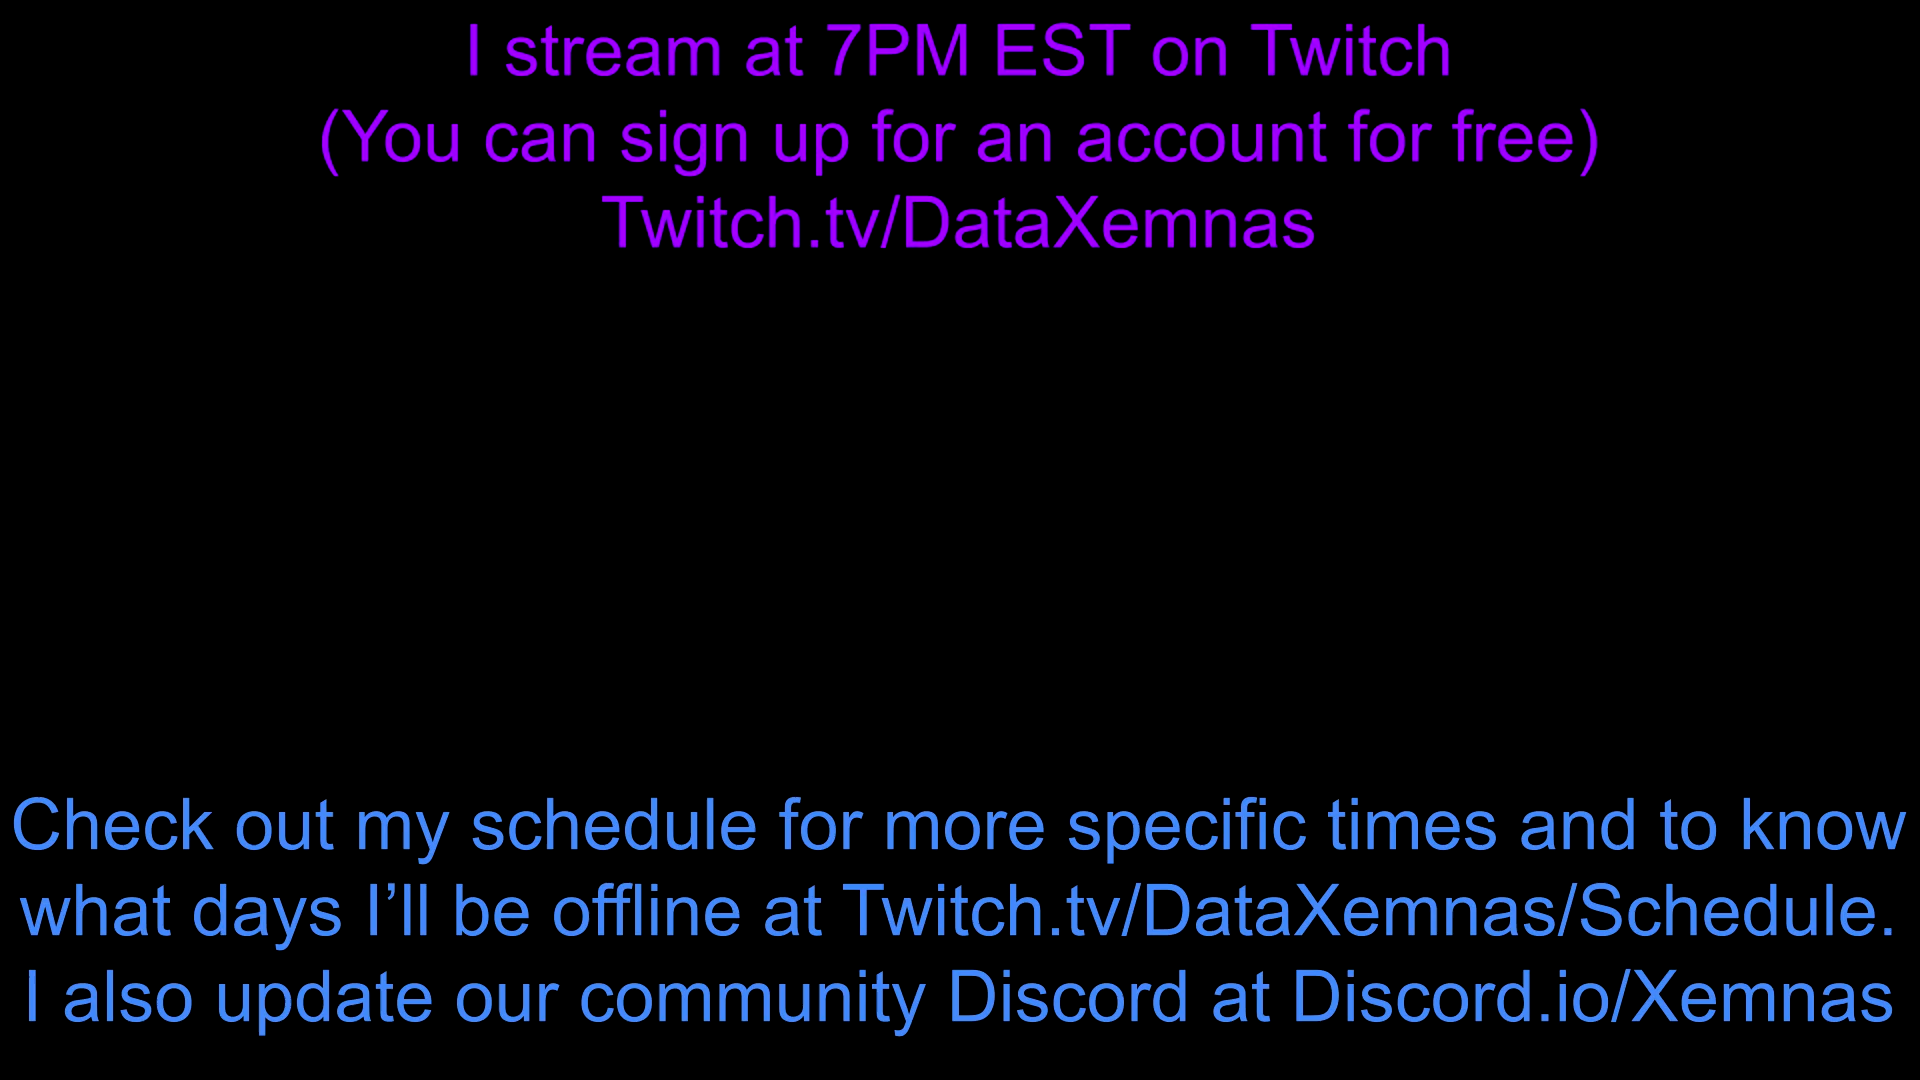 I stream at 7PM EST on Twitch
(You can sign up for an account for free)
Twitch.tv/DataXemnas
Check out my schedule for more specific times and to know
what days I’ll be offline at Twitch.tv/DataXemnas/Schedule.
I also update our community Discord at Discord.io/Xemnas